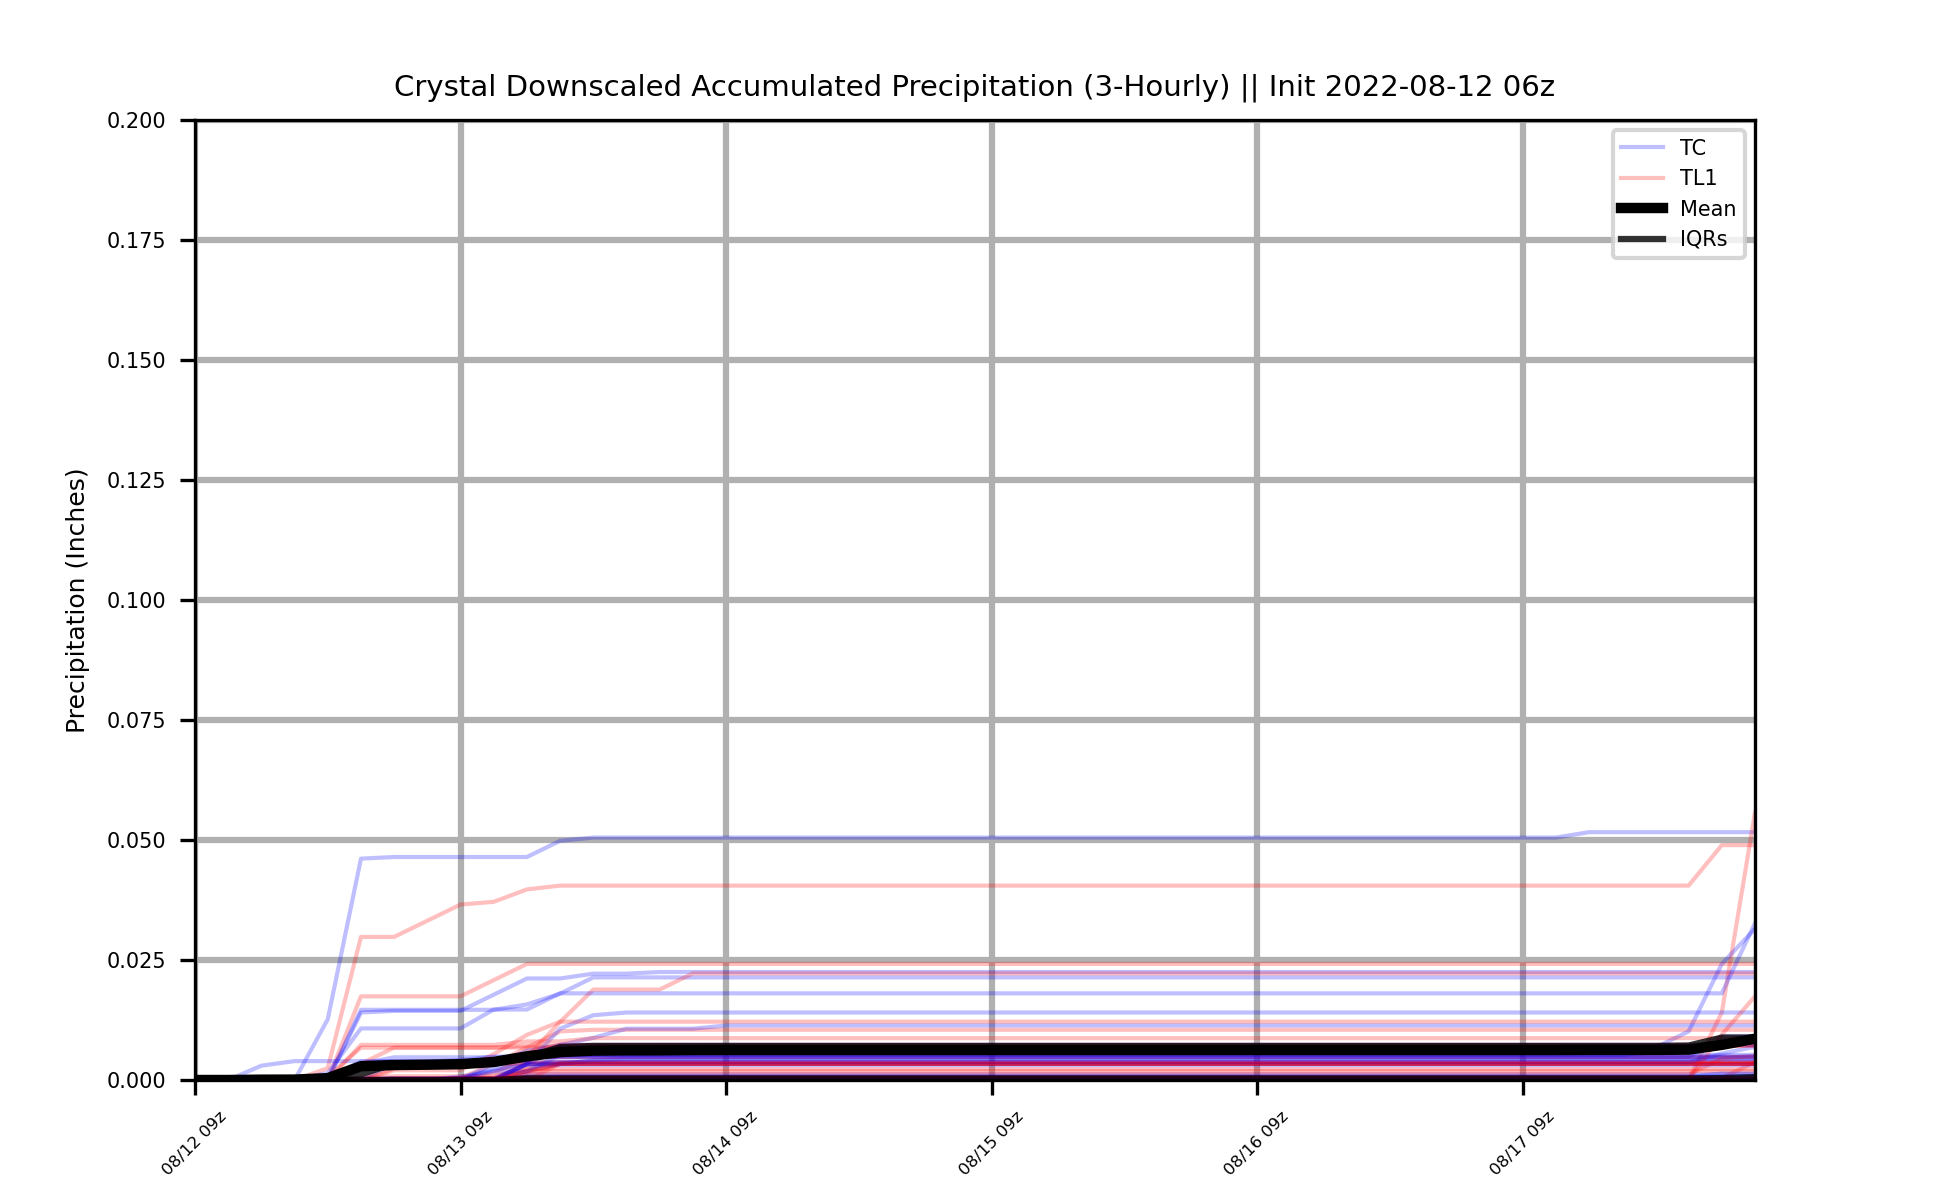 Crystal Downscaled Accumulated Precipitation (3-Hourly) || Init 2022-08-12 06z
0.200
0.175
0.150
0.125
0.100
0.075
0.050
0.025
0.000
Precipitation (Inches)
TC
TL1
Mean
IQRs
08/12 09z
08/13 09z
08/14 09z
08/15 09z
08/16 09z
08/17 09z